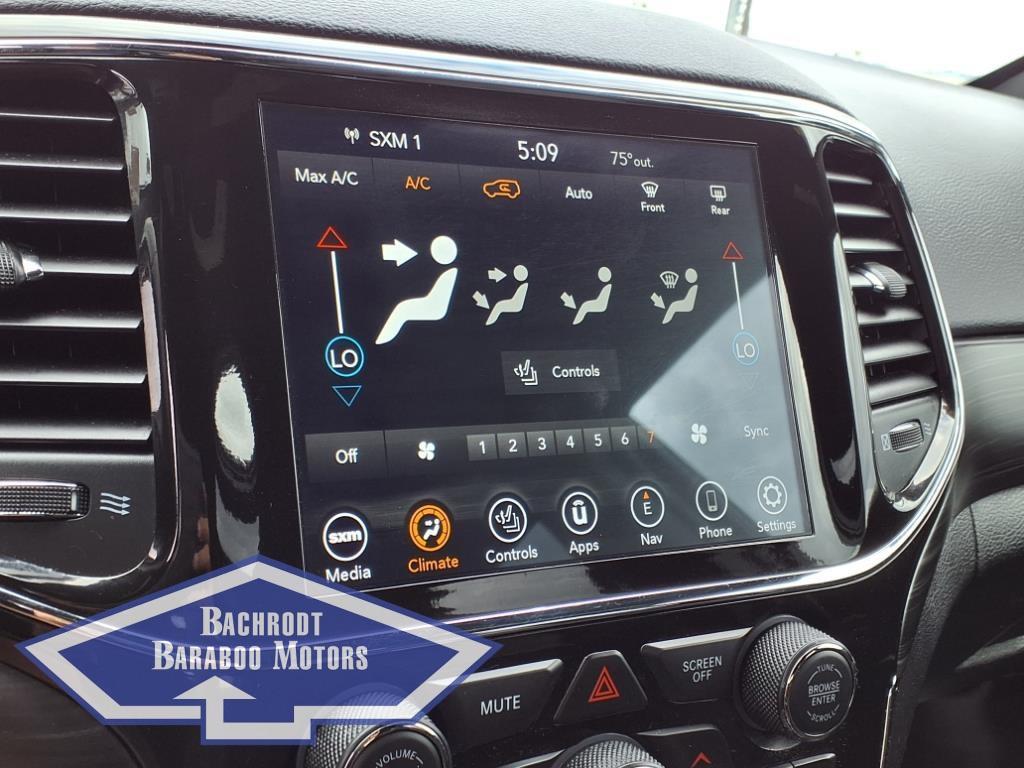 SXM 1 5:09 75° out.
Max A/C A/C Auto Front Rear
LO LO
Controls
Off 1 2 3 4 5 6 7 Sync
sxm û E
Media Climate Controls Apps Nav Phone Settings
BACHRODT
BARABOO MOTORS
MUTE
SCREEN
OFF
TUNE
BROWSE
ENTER
SCROLL
VOLUME